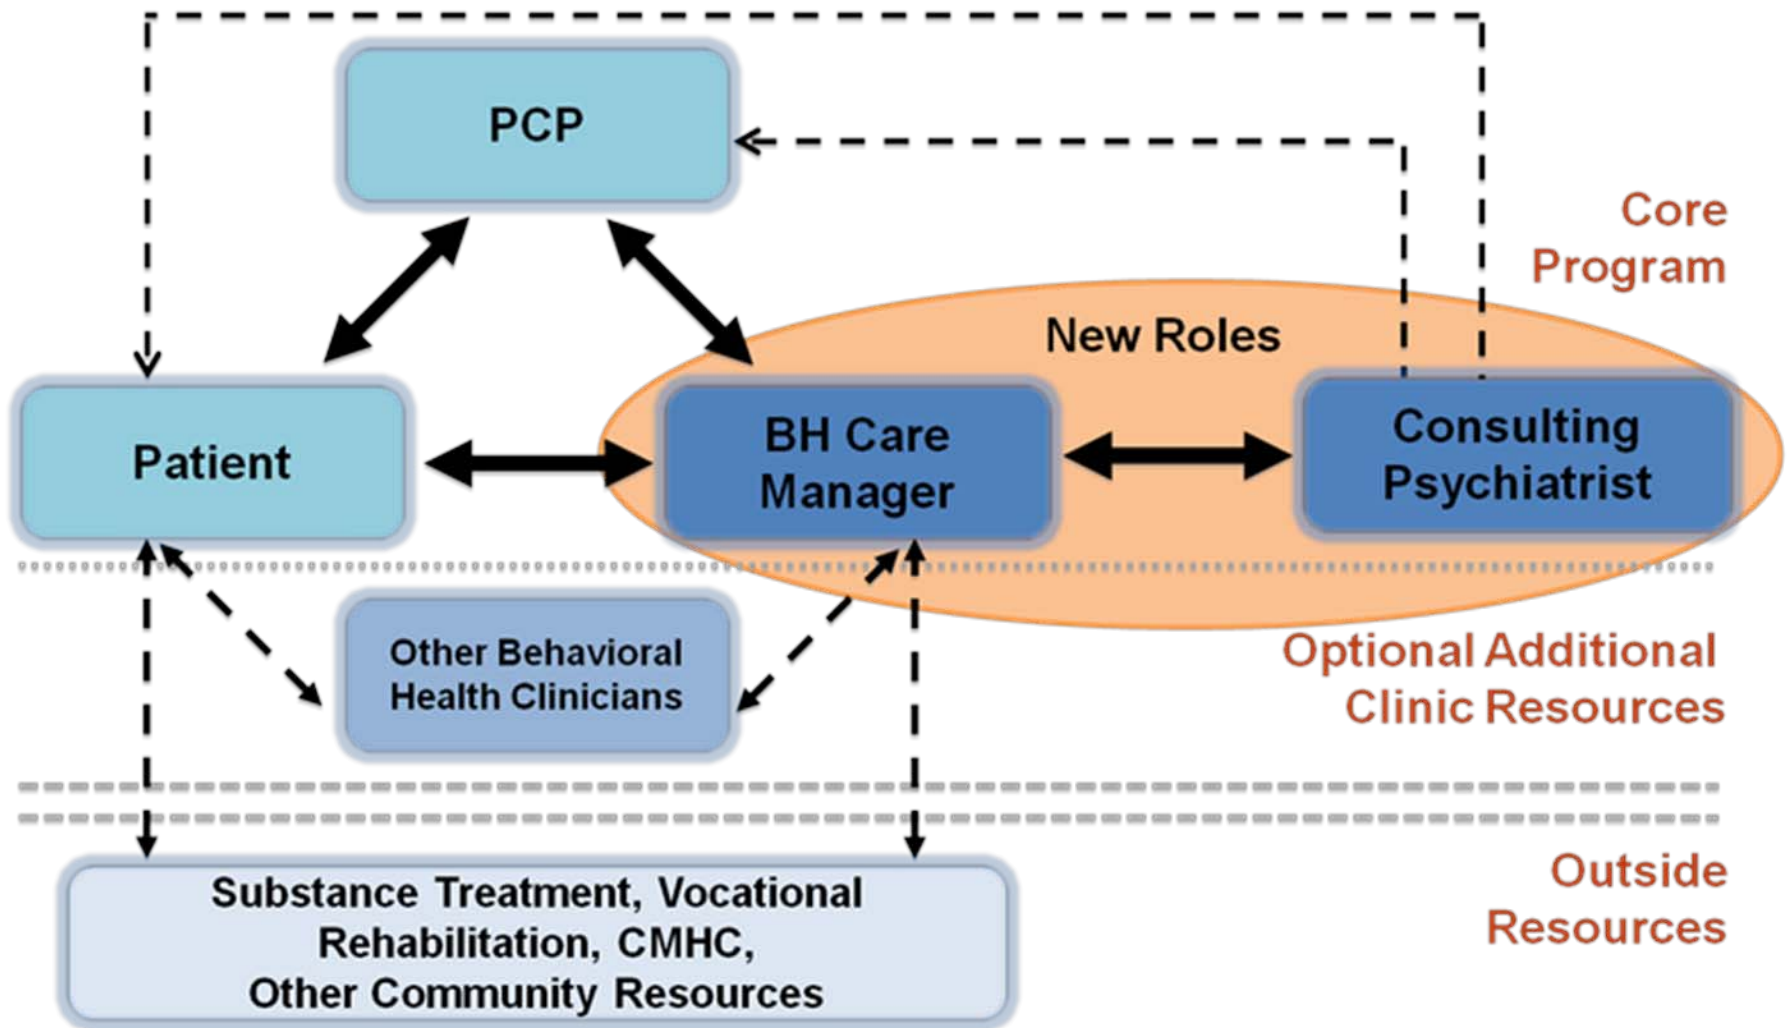 PCP
Core
Program
New Roles
Patient
BH Care
Manager
Consulting
Psychiatrist
Other Behavioral
Health Clinicians
Optional Additional
Clinic Resources
Substance Treatment, Vocational
Rehabilitation, CMHC,
Other Community Resources
Outside
Resources